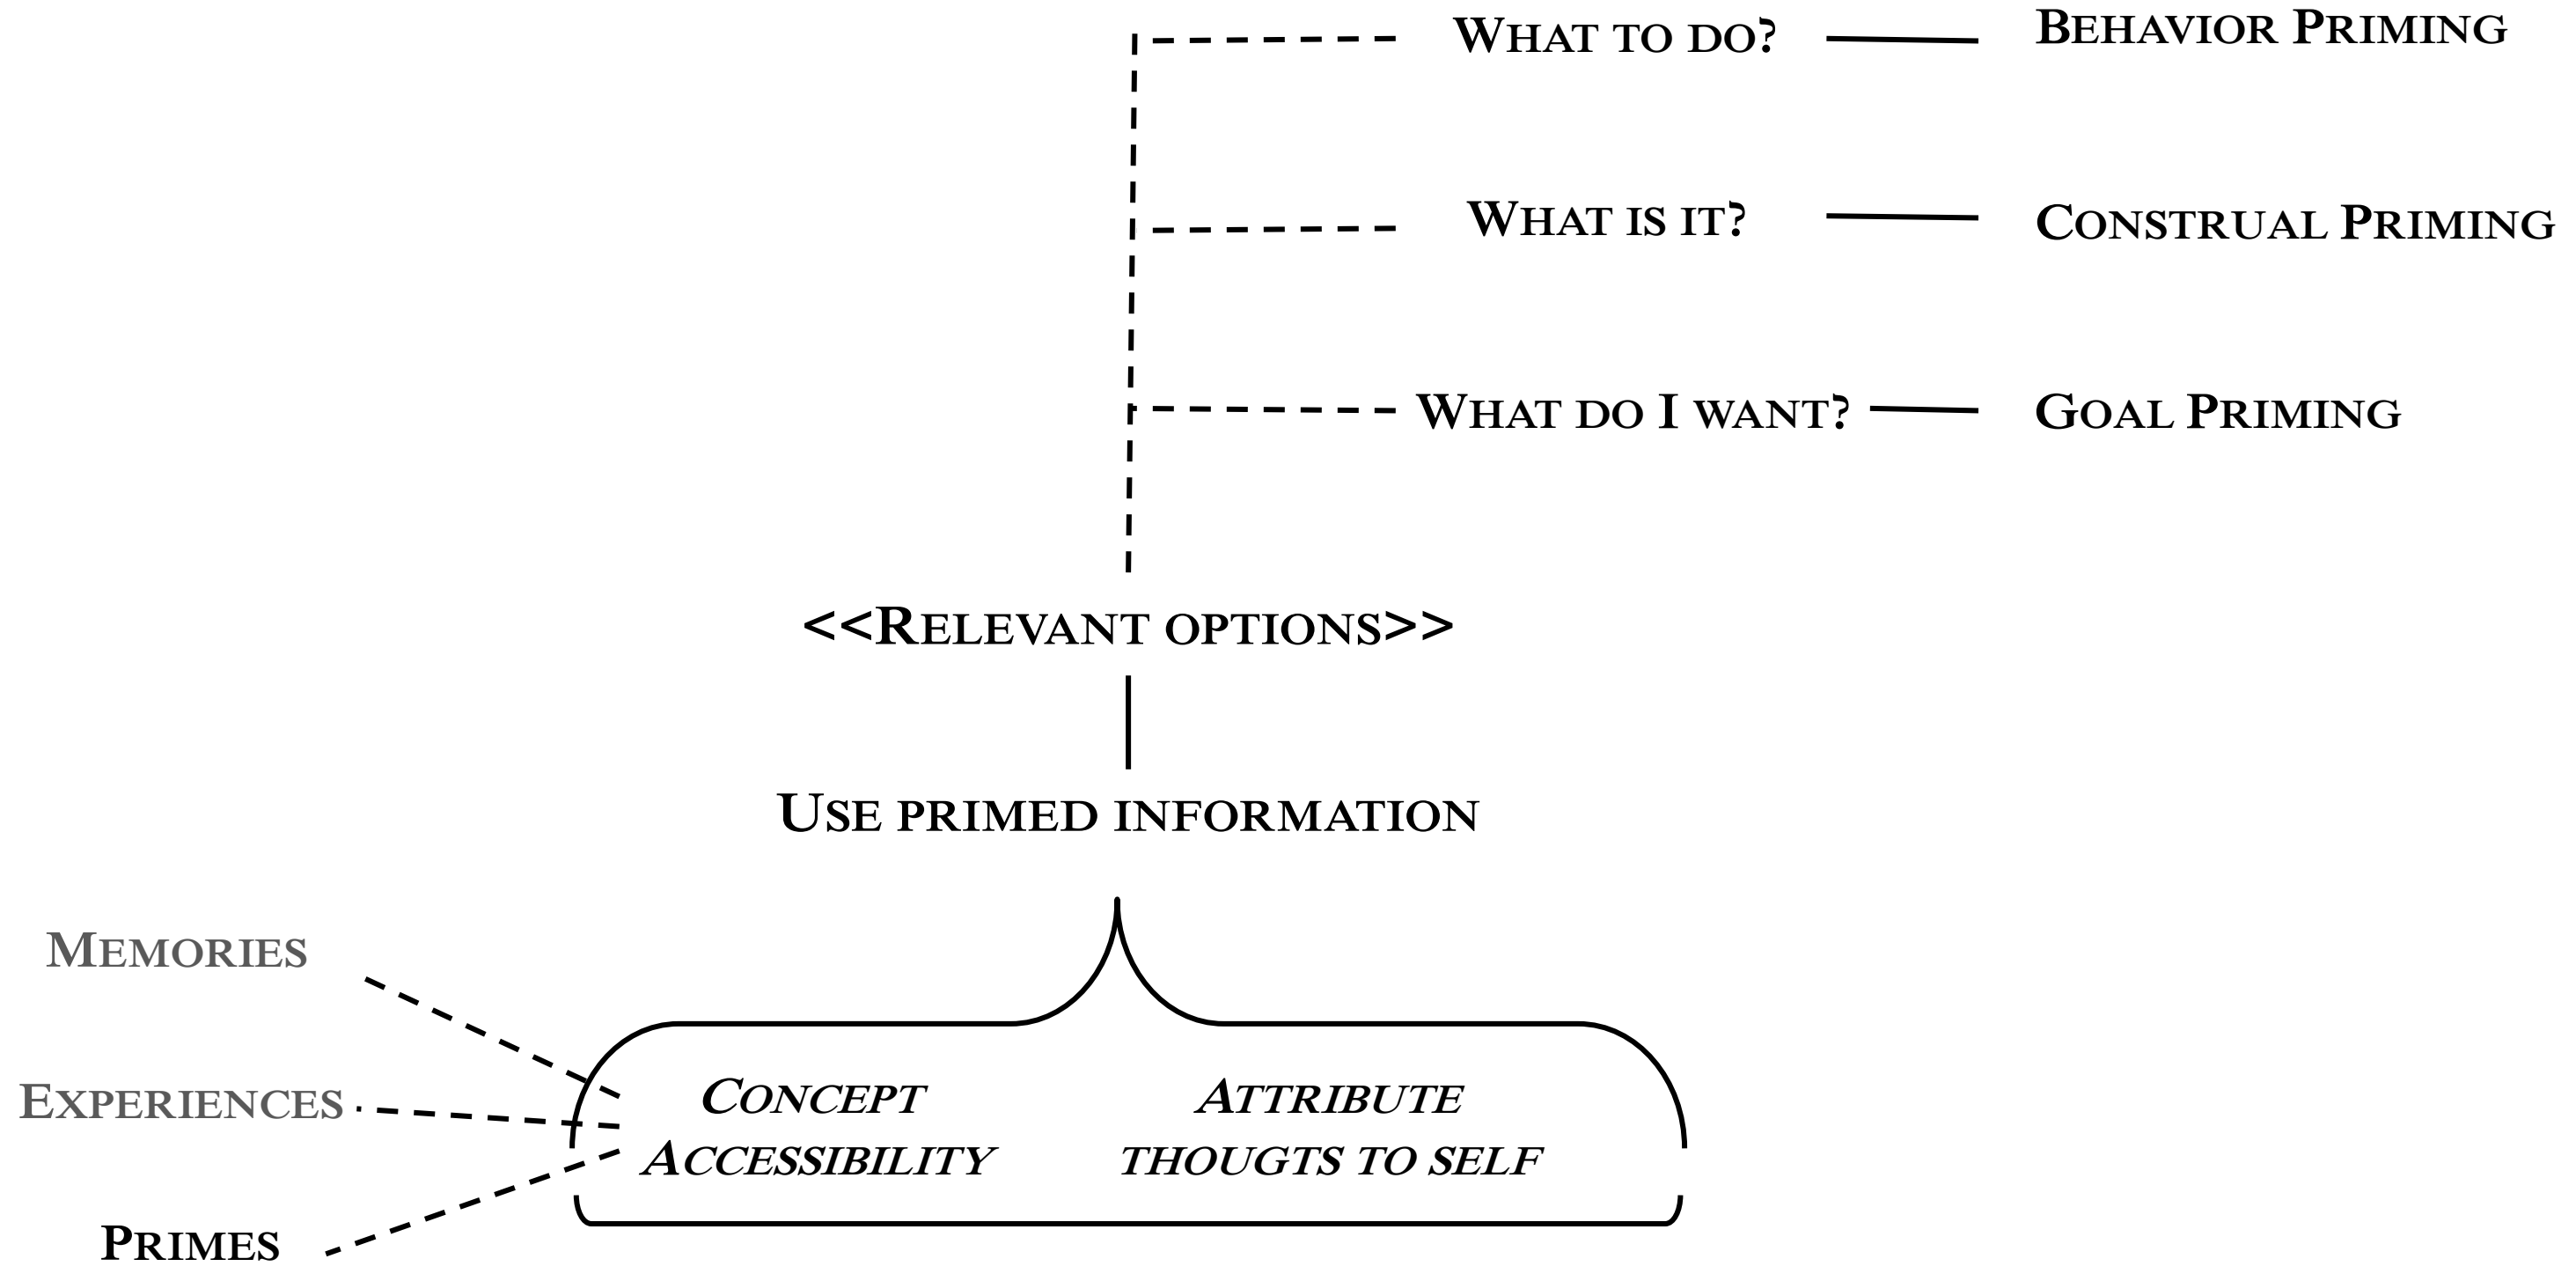 What to do?
Behavior Priming
What is it?
Construal Priming
What do I want?
Goal Priming
<<Relevant options>>
Use primed information
Memories
Experiences
Primes
Concept
Accessibility
Attribute
thougts to self